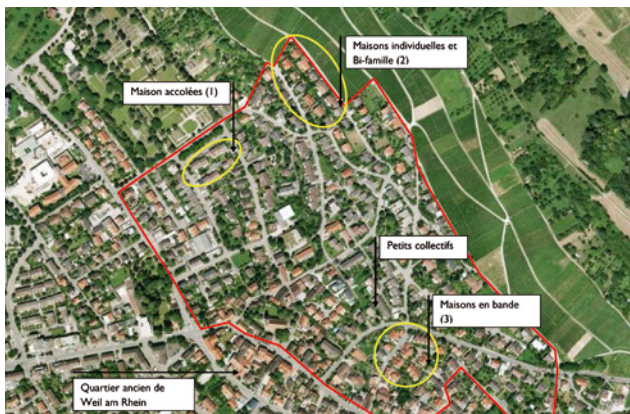 Maisons individuelles et
Bi-famille (2)
Maison accolées (1)
Petits collectifs
Maisons en bande
(3)
Quartier ancien de
Weil am Rhein